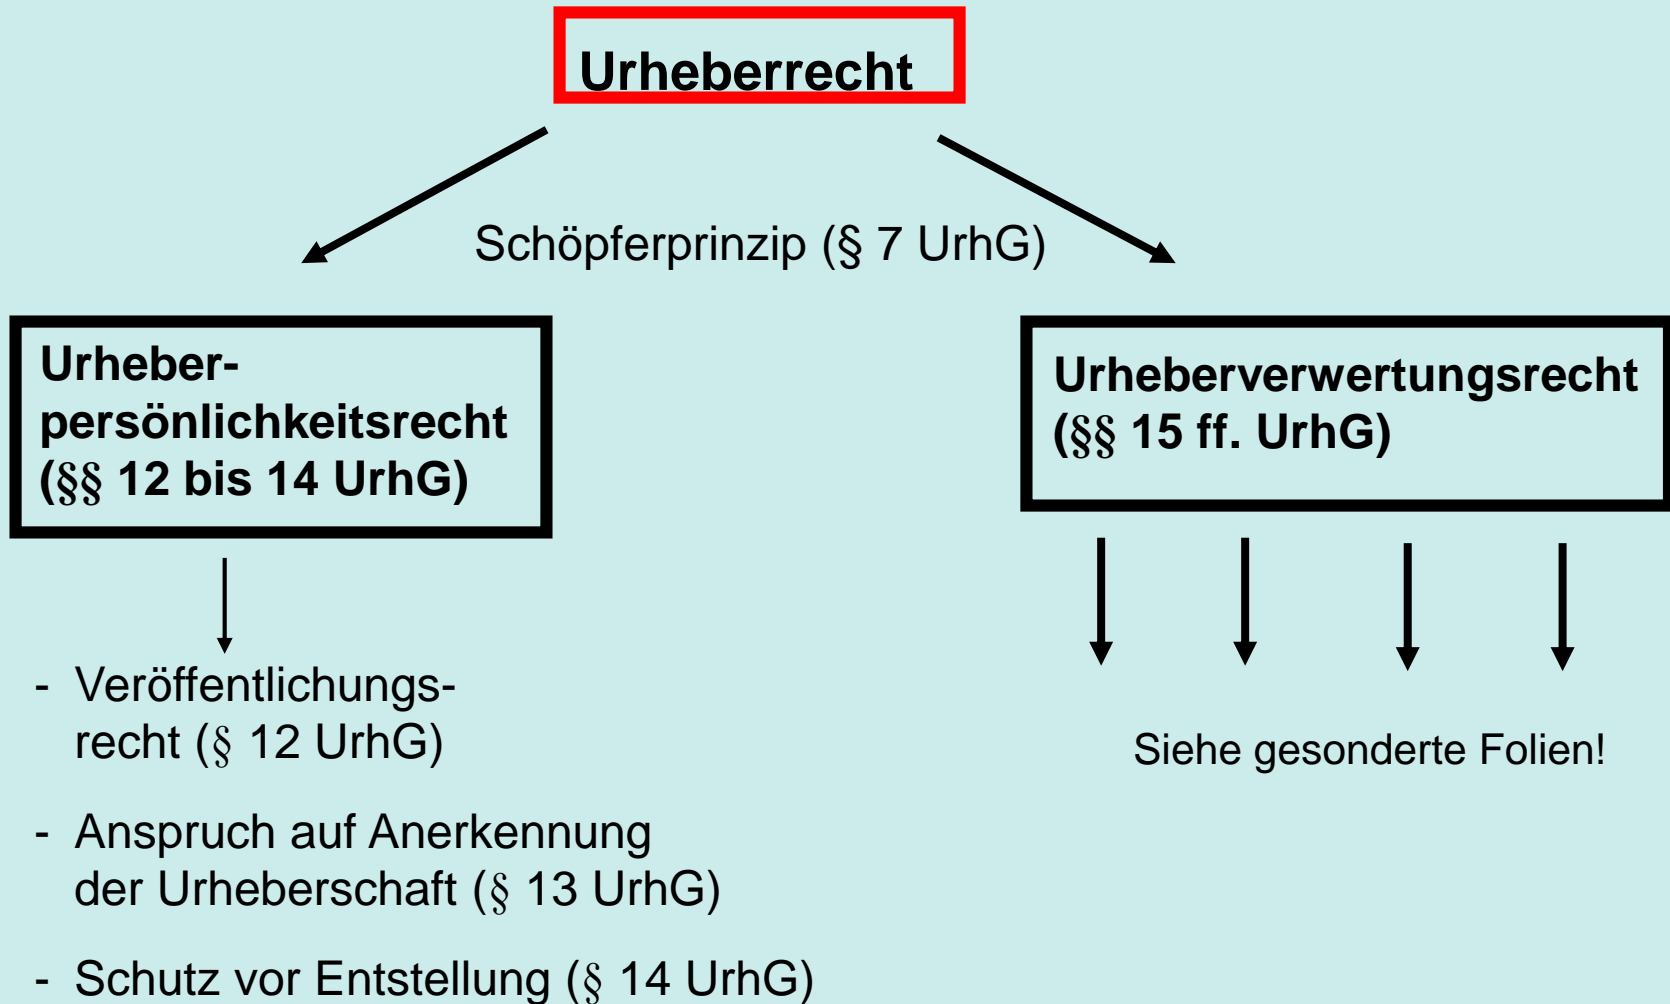 Urheberrecht
Schöpferprinzip (§ 7 UrhG)
Urheber-
persönlichkeitsrecht
(§§ 12 bis 14 UrhG)
Urheberverwertungsrecht
(§§ 15 ff. UrhG)
- Veröffentlichungs-
recht (§ 12 UrhG)
- Anspruch auf Anerkennung
der Urheberschaft (§ 13 UrhG)
- Schutz vor Entstellung (§ 14 UrhG)
Siehe gesonderte Folien!